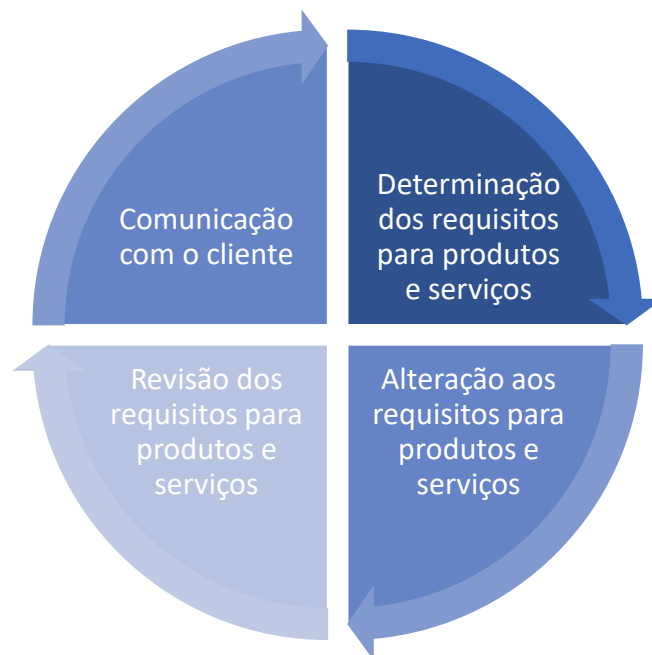 Comunicação
com o cliente
Determinação
dos requisitos
para produtos
e serviços
Revisão dos
requisitos para
produtos e
serviços
Alteração aos
requisitos para
produtos e
serviços